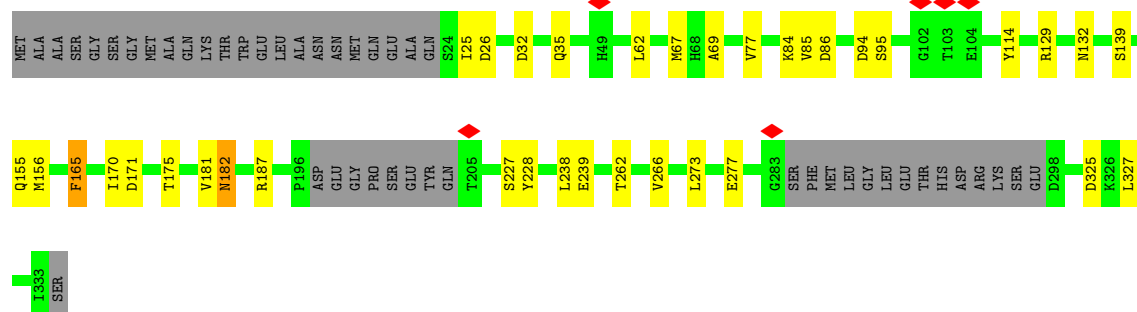 MET ALA ALA SER GLY SER GLY MET ALA GLN LYS THR TRP GLU LEU ALA ASN ASN MET GLN GLU ALA GLN S24 I25 D26 D32 Q35 H49 L62 M67 H68 A69 V77 K84 V85 D86 D94 S95 G102 T103 E104 Y114 R129 N132 S139
Q155 M156 F165 I170 D171 T175 V181 N182 R187 P196 ASP GLU GLY PRO SER GLU TYR GLN T205 S227 Y228 L238 E239 T262 V266 L273 E277 G283 SER PHE MET LEU GLY LEU GLU THR HIS ASP ARG LYS SER GLU D298 D325 K326 L327
I333 SER